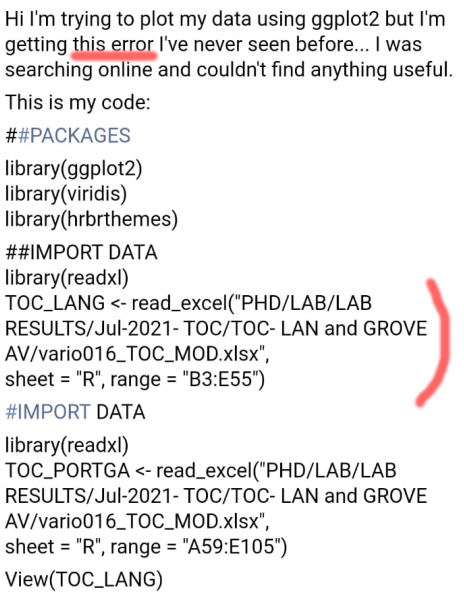 Hi I'm trying to plot my data using ggplot2 but I'm
getting this error I've never seen before... I was
searching online and couldn't find anything useful.
This is my code:
##PACKAGES
library(ggplot2)
library(viridis)
library(hrbrthemes)
##IMPORT DATA
library(readxl)
TOC_LANG <- read_excel("PHD/LAB/LAB
RESULTS/Jul-2021- TOC/TOC- LAN and GROVE
AV/vario016_TOC_MOD.xlsx",
sheet = "R", range = "B3:E55")
#IMPORT DATA
library(readxl)
TOC_PORTGA <- read_excel("PHD/LAB/LAB
RESULTS/Jul-2021- TOC/TOC- LAN and GROVE
AV/vario016_TOC_MOD.xlsx",
sheet = "R", range = "A59:E105")
View(TOC_LANG)